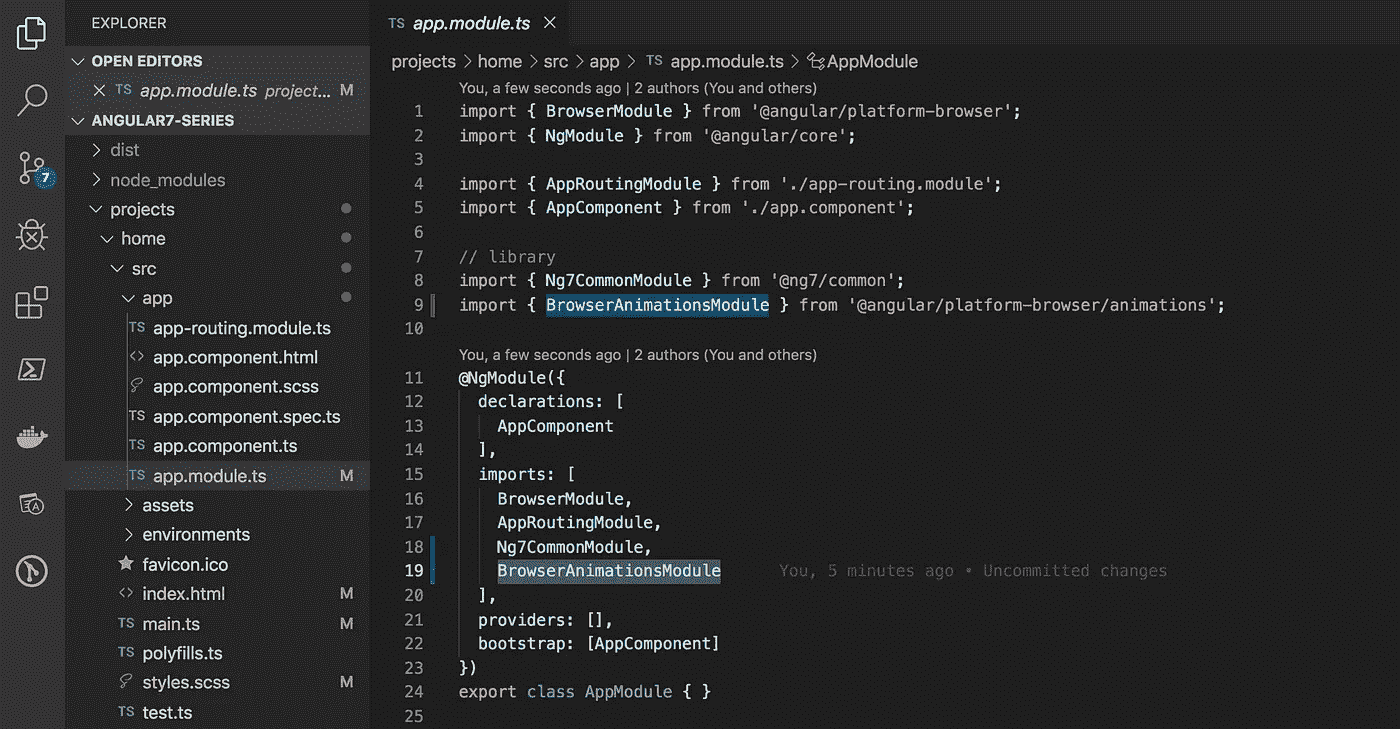 EXPLORER
OPEN EDITORS
TS app.module.ts project... M
ANGULAR7-SERIES
dist
node_modules
projects
home
src
app
TS app-routing.module.ts
<> app.component.html
app.component.scss
TS app.component.spec.ts
TS app.component.ts
TS app.module.ts M
assets
environments
favicon.ico
<> index.html M
TS main.ts M
TS polyfills.ts
styles.scss M
TS test.ts
7
TS app.module.ts
projects > home > src > app > TS app.module.ts > AppModule
You, a few seconds ago | 2 authors (You and others)
1 import { BrowserModule } from '@angular/platform-browser';
2 import { NgModule } from '@angular/core';
3
4 import { AppRoutingModule } from './app-routing.module';
5 import { AppComponent } from './app.component';
6
7 // library
8 import { Ng7CommonModule } from '@ng7/common';
9 import { BrowserAnimationsModule } from '@angular/platform-browser/animations';
10
You, a few seconds ago | 2 authors (You and others)
11 @NgModule({
12 declarations: [
13 AppComponent
14 ],
15 imports: [
16 BrowserModule,
17 AppRoutingModule,
18 Ng7CommonModule,
19 BrowserAnimationsModule You, 5 minutes ago • Uncommitted changes
20 ],
21 providers: [],
22 bootstrap: [AppComponent]
23 })
24 export class AppModule { }
25